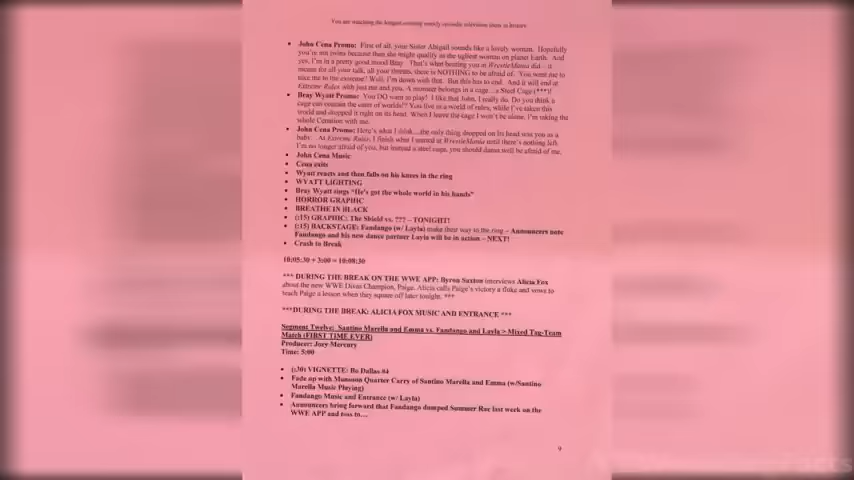 You are watching the longest running weekly episodic television show in history
• John Cena Promo: First of all, your Sister Abigail sounds like a lovely woman. Hopefully
you're not twins because then she might qualify as the ugliest woman on planet Earth. And
yes, I'm in a pretty good mood Bray. That's what beating you at WrestleMania did – it
means for all your talk, all your threats, there is NOTHING to be afraid of. You want me to
take me to the extreme? Well, I'm down with that. But this has to end. And it will end at
Extreme Rules with just me and you. A monster belongs in a cage...a Steel Cage (***)!
• Bray Wyatt Promo: You DO want to play! I like that John, I really do. Do you think a
cage can contain the eater of worlds? You live in a world of rules, while I've taken this
world and dropped it right on its head. When I leave the cage I won't be alone. I'm taking the
whole Cenation with me.
• John Cena Promo: Here's what I think...the only thing dropped on its head was you as a
baby. At Extreme Rules, I finish what I started at WrestleMania until there's nothing left.
I'm no longer afraid of you, but instead a steel cage, you should damn well be afraid of me.
• John Cena Music
• Cena exits
• Wyatt reacts and then falls on his knees in the ring
• WYATT LIGHTING
• Bray Wyatt sings "He's got the whole world in his hands"
• HORROR GRAPHIC
• BREATHE IN BLACK
• (:15) GRAPHIC: The Shield vs. ??? – TONIGHT!
• (:15) BACKSTAGE: Fandango (w/ Layla) make their way to the ring – Announcers note
Fandango and his new dance partner Layla will be in action – NEXT!
• Crash to Break
10:05:30 + 3:00 = 10:08:30
*** DURING THE BREAK ON THE WWE APP: Byron Saxton interviews Alicia Fox
about the new WWE Divas Champion, Paige. Alicia calls Paige's victory a fluke and vows to
teach Paige a lesson when they square off later tonight. ***
***DURING THE BREAK: ALICIA FOX MUSIC AND ENTRANCE ***
Segment Twelve: Santino Marella and Emma vs. Fandango and Layla > Mixed Tag-Team
Match (FIRST TIME EVER)
Producer: Joey Mercury
Time: 5:00
• (:30) VIGNETTE: Bo Dallas #4
• Fade up with Monsoon Quarter Carry of Santino Marella and Emma (w/Santino
Marella Music Playing)
• Fandango Music and Entrance (w/ Layla)
• Announcers bring forward that Fandango dumped Summer Rae last week on the
WWE APP and toss to…
9